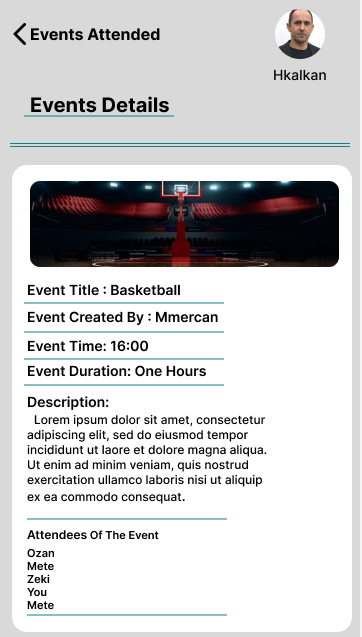 Events Attended
Hkalkan
Events Details
Event Title : Basketball
Event Created By : Mmercan
Event Time: 16:00
Event Duration: One Hours
Description:
Lorem ipsum dolor sit amet, consectetur
adipiscing elit, sed do eiusmod tempor
incididunt ut laore et dolore magna aliqua.
Ut enim ad minim veniam, quis nostrud
exercitation ullamco laboris nisi ut aliquip
ex ea commodo consequat.
Attendees Of The Event
Ozan
Mete
Zeki
You
Mete